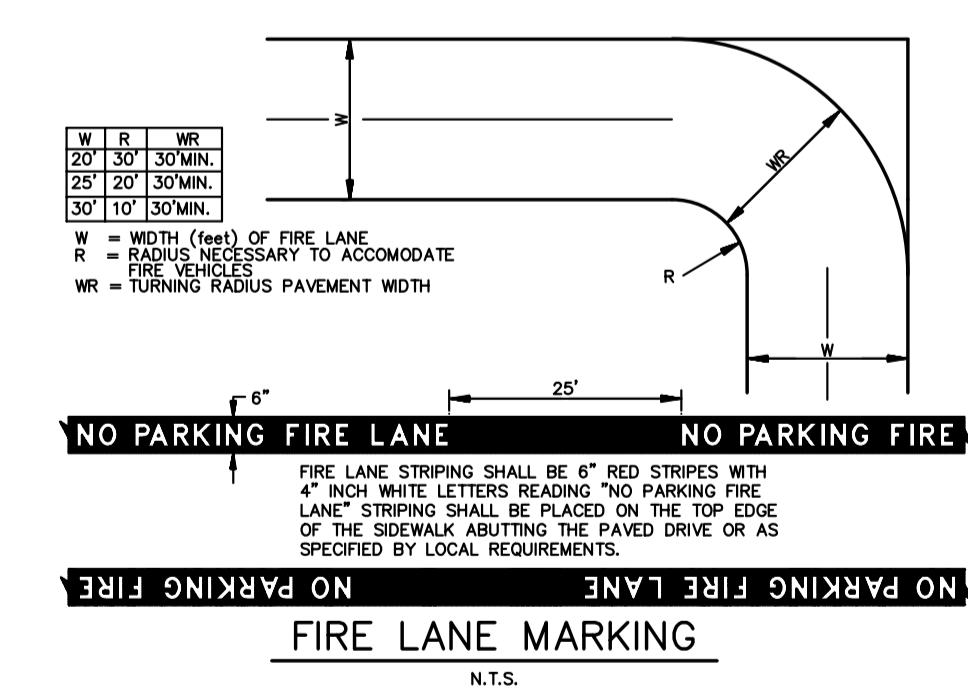 W
W R WR
20' 30' 30'MIN.
25' 20' 30'MIN.
30' 10' 30'MIN.
WR
W = WIDTH (feet) OF FIRE LANE
R = RADIUS NECESSARY TO ACCOMODATE
FIRE VEHICLES
WR = TURNING RADIUS PAVEMENT WIDTH
R
W
6"
25'
NO PARKING FIRE LANE NO PARKING FIRE
FIRE LANE STRIPING SHALL BE 6" RED STRIPES WITH
4" INCH WHITE LETTERS READING "NO PARKING FIRE
LANE" STRIPING SHALL BE PLACED ON THE TOP EDGE
OF THE SIDEWALK ABUTTING THE PAVED DRIVE OR AS
SPECIFIED BY LOCAL REQUIREMENTS.
NO PARKING FIRE LANE NO PARKING FIRE
FIRE LANE MARKING
N.T.S.